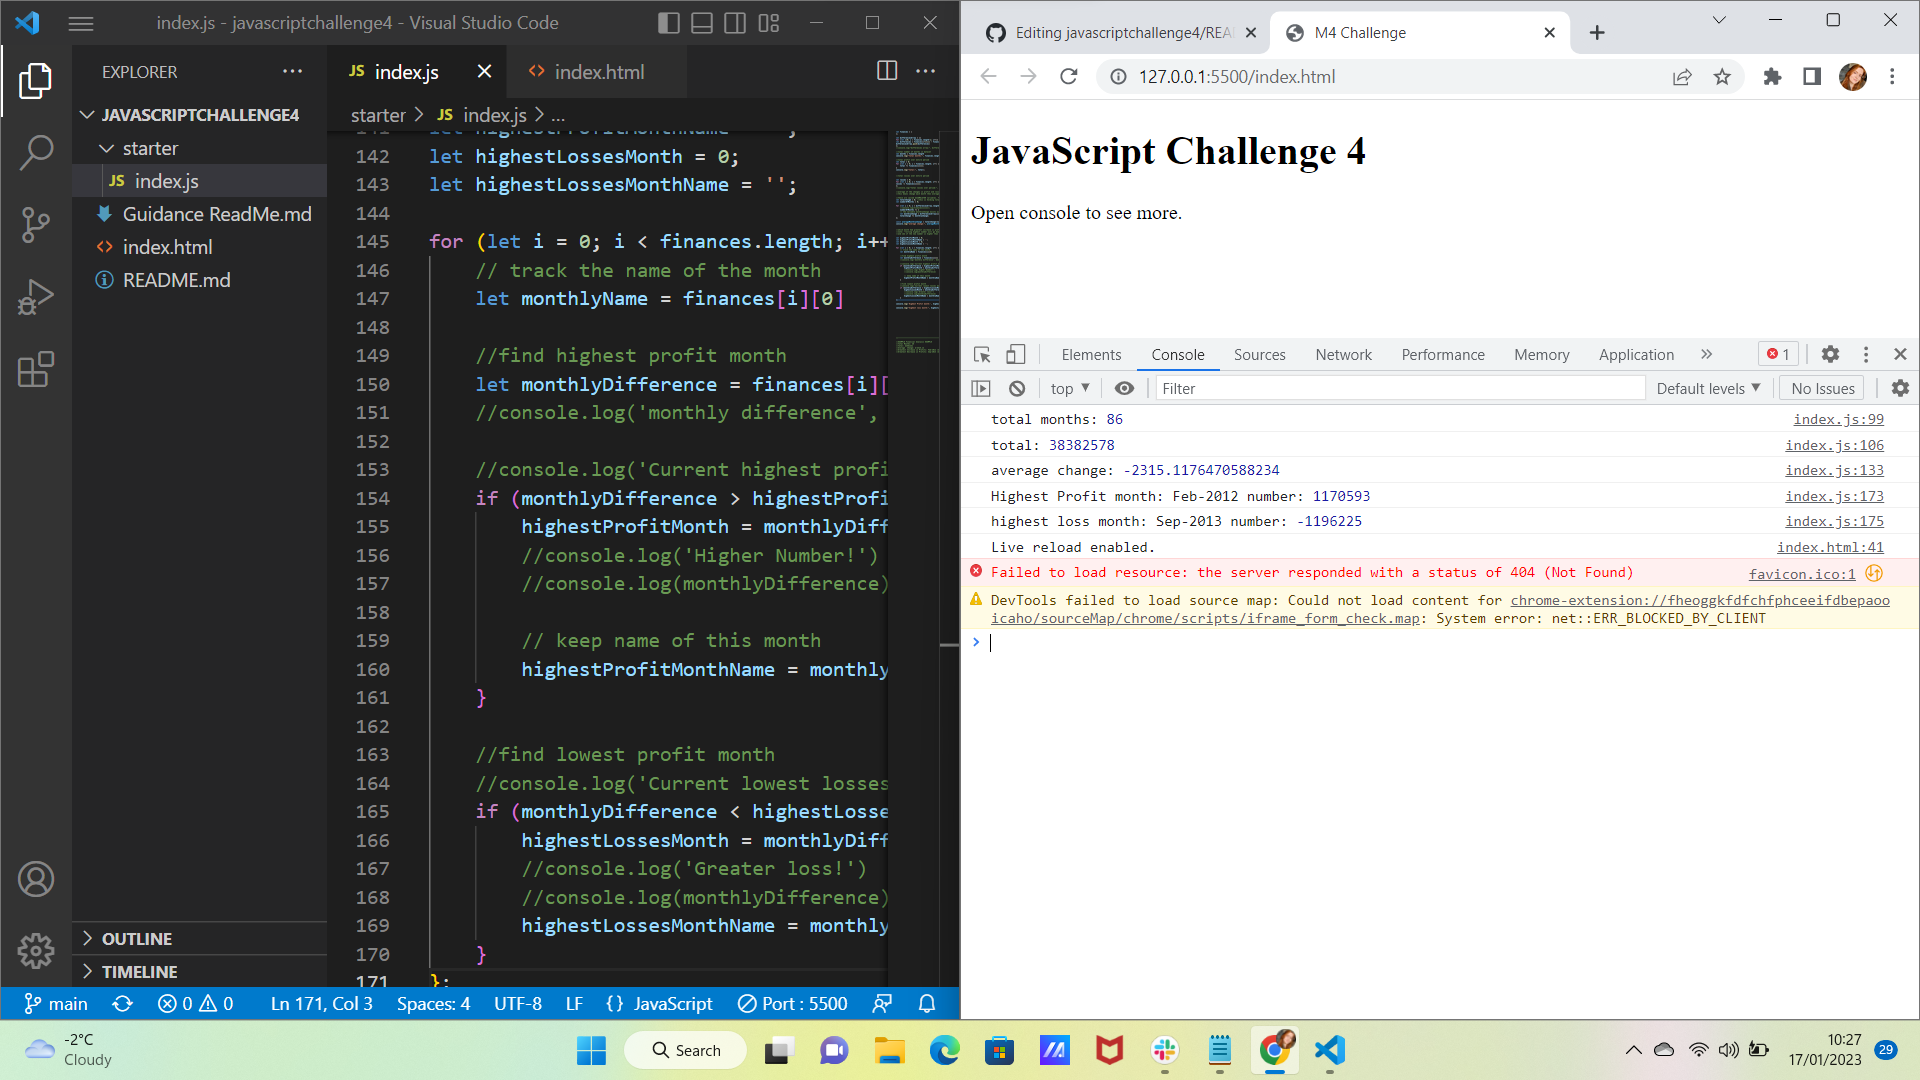 index.js - javascriptchallenge4 - Visual Studio Code
EXPLORER
JAVASCRIPTCHALLENGE4
starter
JS index.js
Guidance ReadMe.md
<> index.html
README.md
OUTLINE
TIMELINE
JS index.js
<> index.html
starter > JS index.js > ...
142 let highestLossesMonth = 0;
143 let highestLossesMonthName = '';
144
145 for (let i = 0; i < finances.length; i++
146 // track the name of the month
147 let monthlyName = finances[i][0]
148
149 //find highest profit month
150 let monthlyDifference = finances[i][
151 //console.log('monthly difference',
152
153 //console.log('Current highest profi
154 if (monthlyDifference > highestProfi
155 highestProfitMonth = monthlyDiff
156 //console.log('Higher Number!')
157 //console.log(monthlyDifference)
158
159 // keep name of this month
160 highestProfitMonthName = monthly
161 }
162
163 //find lowest profit month
164 //console.log('Current lowest losses
165 if (monthlyDifference < highestLosse
166 highestLossesMonth = monthlyDiff
167 //console.log('Greater loss!')
168 //console.log(monthlyDifference)
169 highestLossesMonthName = monthly
170 }
171 };
main 0 0 Ln 171, Col 3 Spaces: 4 UTF-8 LF {} JavaScript Port : 5500
Editing javascriptchallenge4/REA
M4 Challenge
127.0.0.1:5500/index.html
JavaScript Challenge 4
Open console to see more.
Elements Console Sources Network Performance Memory Application 1
top Filter Default levels No Issues
total months: 86 index.js:99
total: 38382578 index.js:106
average change: -2315.1176470588234 index.js:133
Highest Profit month: Feb-2012 number: 1170593 index.js:173
highest loss month: Sep-2013 number: -1196225 index.js:175
Live reload enabled. index.html:41
Failed to load resource: the server responded with a status of 404 (Not Found) favicon.ico:1
DevTools failed to load source map: Could not load content for chrome-extension://fheoggkfdfchfphceeifdbepaoo
icaho/sourceMap/chrome/scripts/iframe_form_check.map: System error: net::ERR_BLOCKED_BY_CLIENT
-2°C
Cloudy
Search
10:27
17/01/2023
29